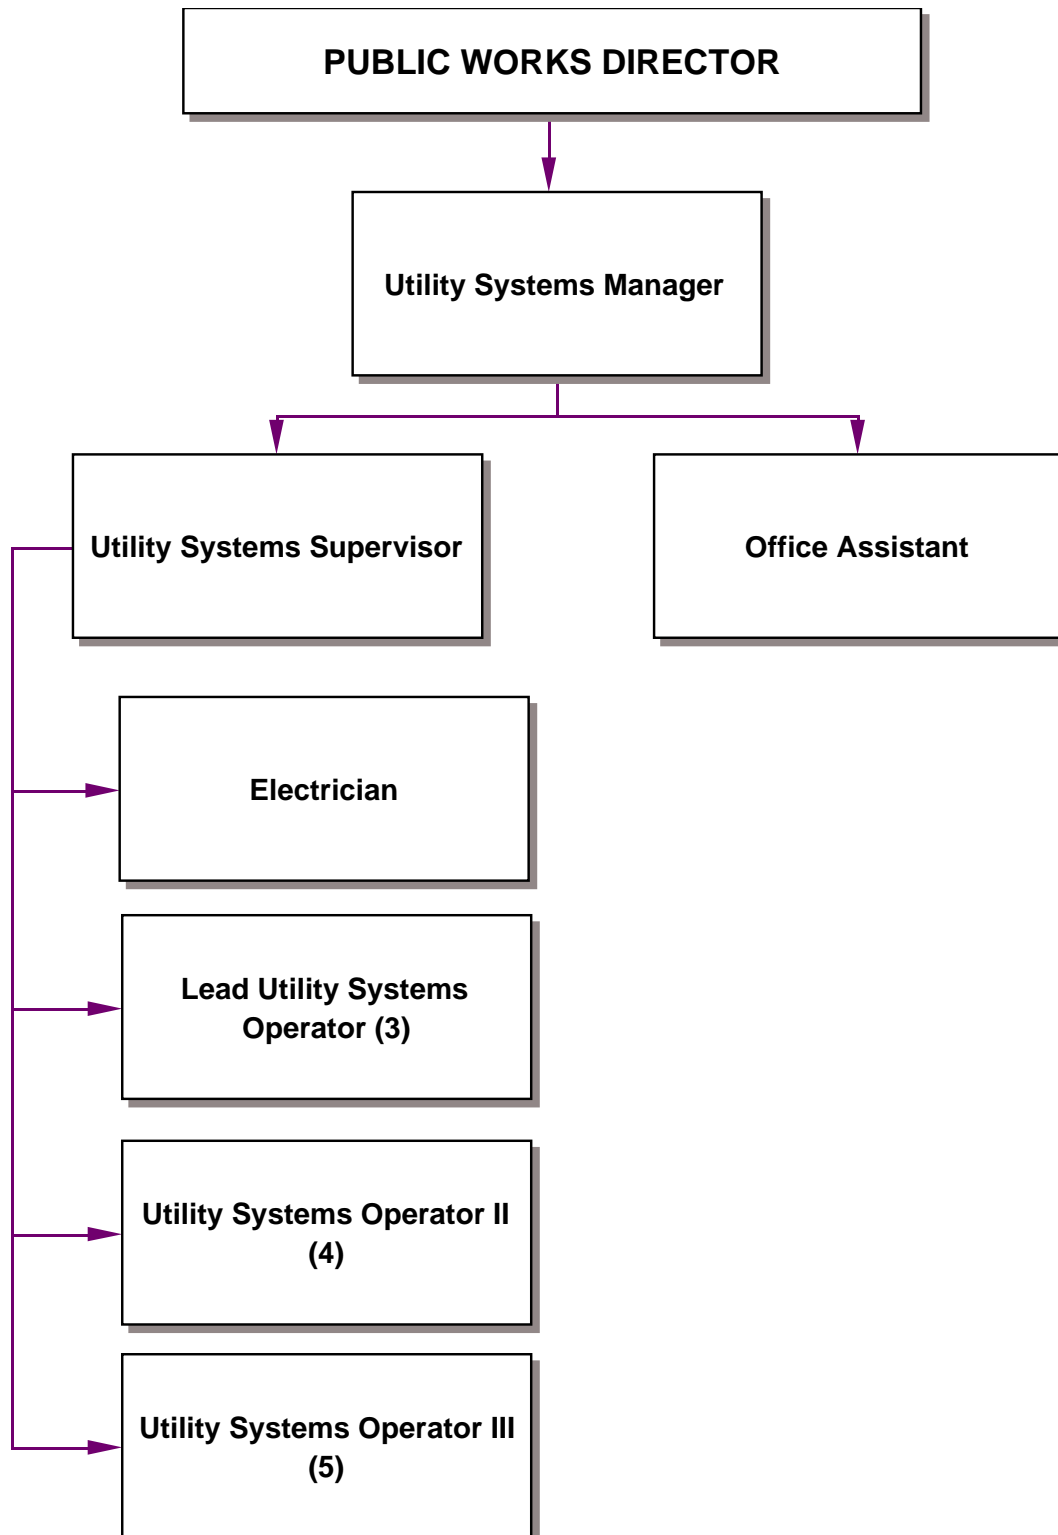 PUBLIC WORKS DIRECTOR
Utility Systems Manager
Utility Systems Supervisor
Office Assistant
Electrician
Lead Utility Systems
Operator (3)
Utility Systems Operator II
(4)
Utility Systems Operator III
(5)